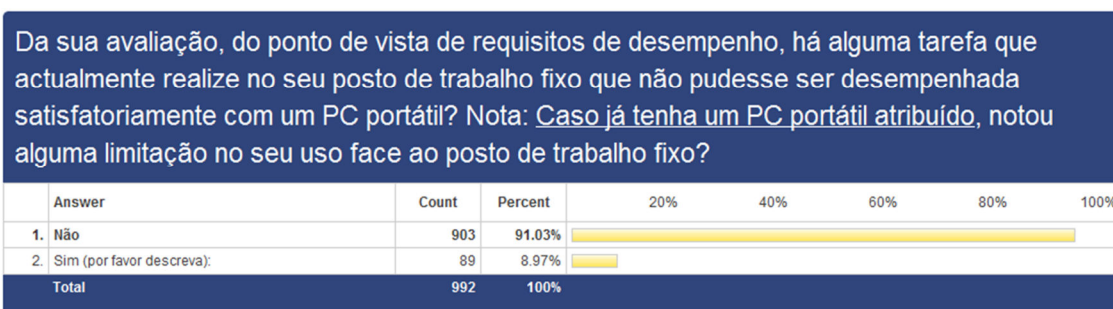 Da sua avaliação, do ponto de vista de requisitos de desempenho, há alguma tarefa que
actualmente realize no seu posto de trabalho fixo que não pudesse ser desempenhada
satisfatoriamente com um PC portátil? Nota: Caso já tenha um PC portátil atribuído, notou
alguma limitação no seu uso face ao posto de trabalho fixo?
Answer Count Percent 20% 40% 60% 80% 100%
1. Não 903 91.03%
2. Sim (por favor descreva): 89 8.97%
Total 992 100%